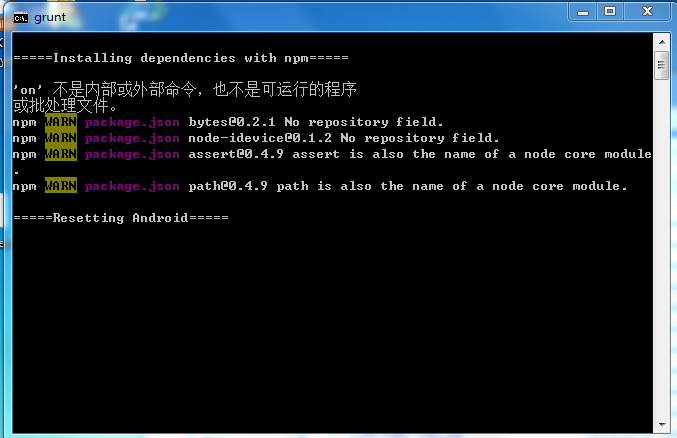 grunt
=====Installing dependencies with npm=====
'on' 不是内部或外部命令，也不是可运行的程序
或批处理文件。
npm WARN package.json bytes@0.2.1 No repository field.
npm WARN package.json node-idevice@0.1.2 No repository field.
npm WARN package.json assert@0.4.9 assert is also the name of a node core module
.
npm WARN package.json path@0.4.9 path is also the name of a node core module.
=====Resetting Android=====